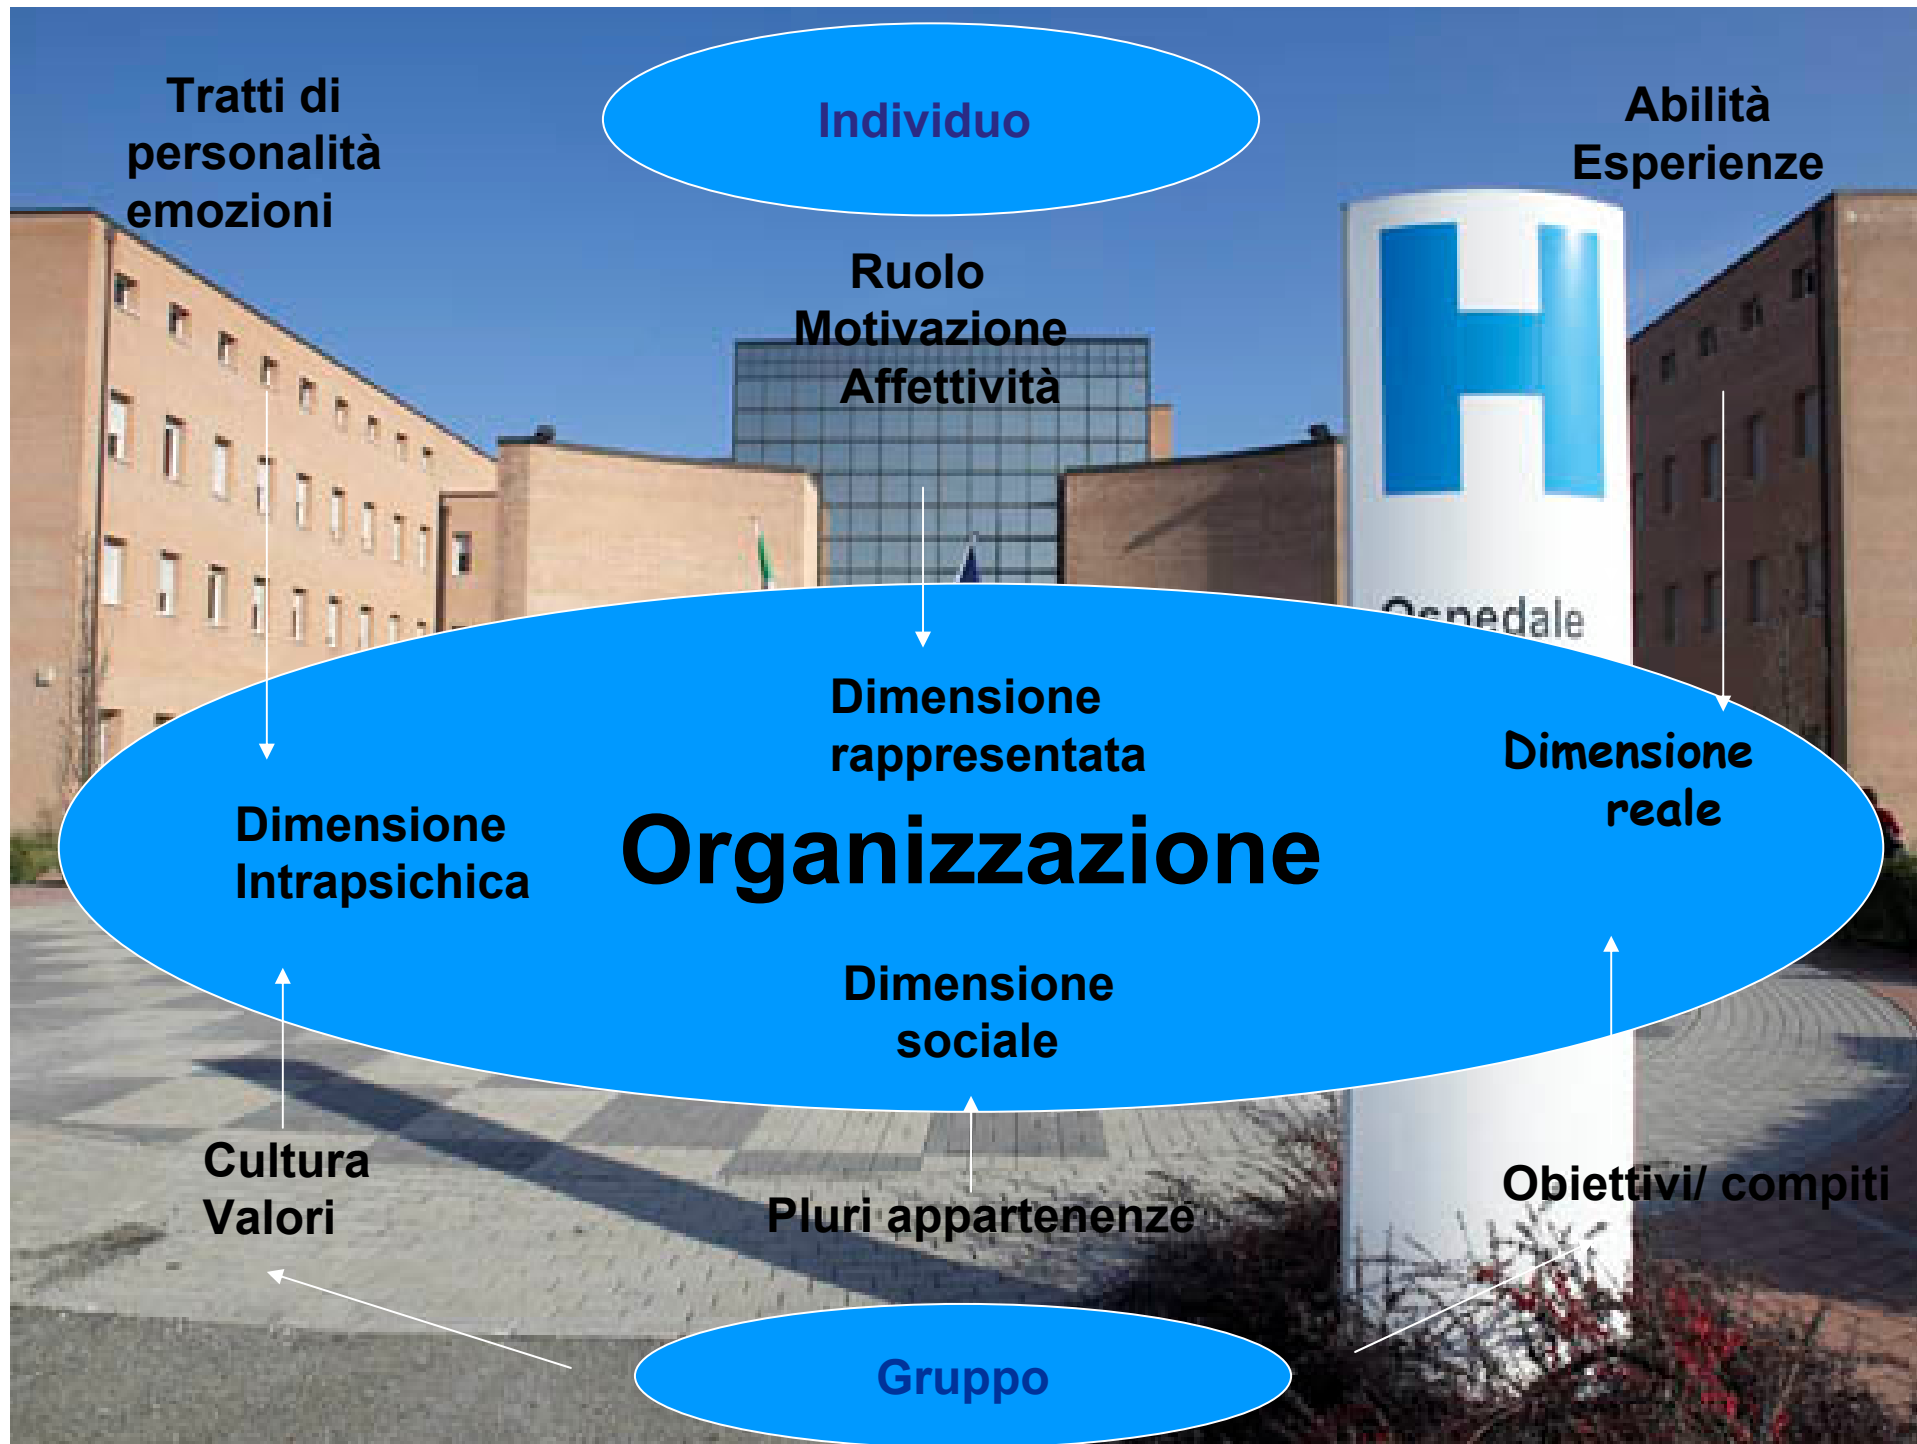 Tratti di
personalità
emozioni
Individuo
Abilità
Esperienze
Ruolo
Motivazione
Affettività
H
Ospedale
Dimensione
rappresentata
Dimensione
reale
Dimensione
Intrapsichica
Organizzazione
Dimensione
sociale
Cultura
Valori
Pluri appartenenze
Obiettivi/ compiti
Gruppo